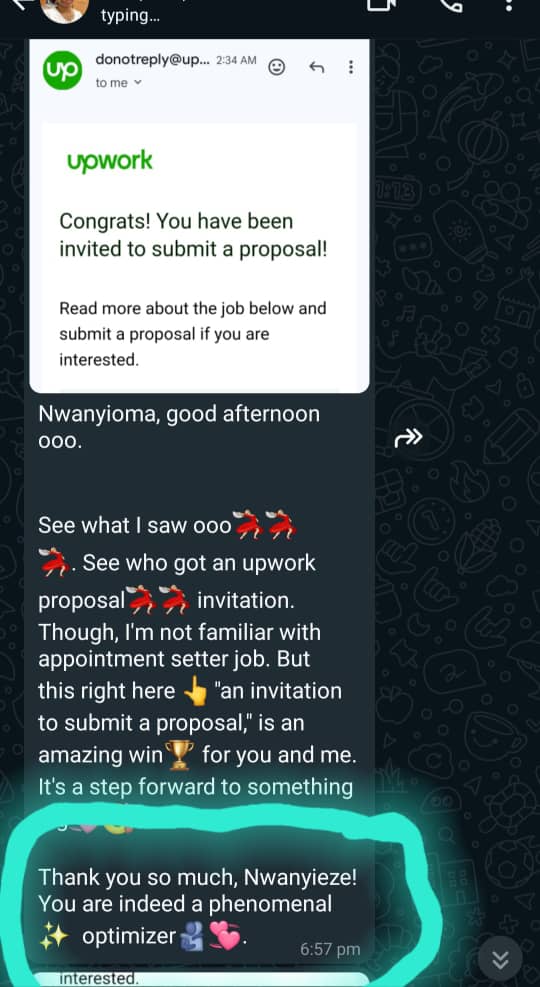 typing...
up
donotreply@up... 2:34 AM
to me
upwork
Congrats! You have been
invited to submit a proposal!
Read more about the job below and
submit a proposal if you are
interested.
Nwanyioma, good afternoon
ooo.
See what I saw ooo💃💃
💃. See who got an upwork
proposal💃💃 invitation.
Though, I'm not familiar with
appointment setter job. But
this right here 👆 "an invitation
to submit a proposal," is an
amazing win🏆 for you and me.
It's a step forward to something
Thank you so much, Nwanyieze!
You are indeed a phenomenal
✨ optimizer🫂💞.
6:57 pm
interested.